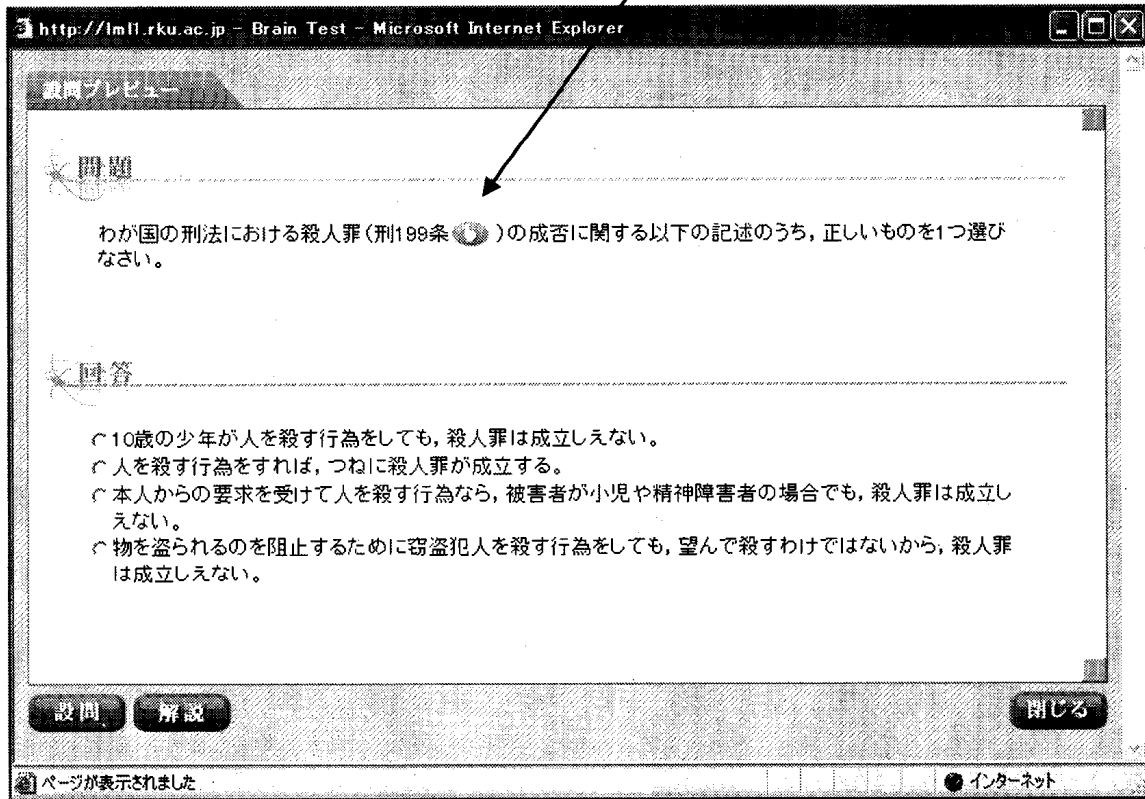 http://lmll.rku.ac.jp - Brain Test - Microsoft Internet Explorer
設問プレビュー
問題
わが国の刑法における殺人罪(刑199条 )の成否に関する以下の記述のうち,正しいものを1つ選び
なさい。
回答
10歳の少年が人を殺す行為をしても,殺人罪は成立しえない。
人を殺す行為をすれば,つねに殺人罪が成立する。
本人からの要求を受けて人を殺す行為なら,被害者が小児や精神障害者の場合でも,殺人罪は成立し
えない。
物を盗られるのを阻止するために窃盗犯人を殺す行為をしても,望んで殺すわけではないから,殺人罪
は成立しえない。
設問 解説 閉じる
ページが表示されました インターネット